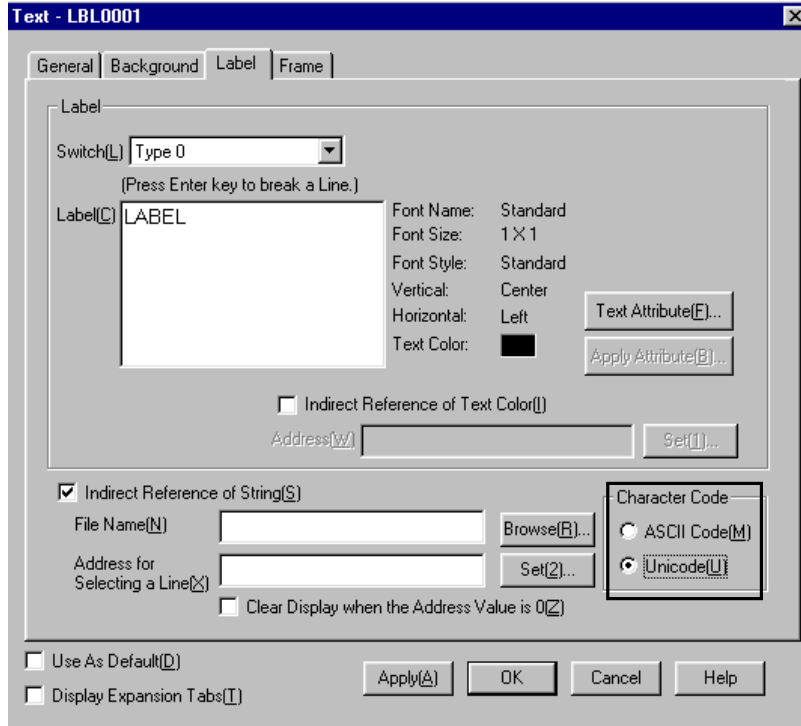 Text - LBL0001
General Background Label Frame
Label
Switch(L) Type 0
(Press Enter key to break a Line.)
Label(C) LABEL
Font Name: Standard
Font Size: 1 X 1
Font Style: Standard
Vertical: Center
Horizontal: Left
Text Color:
Text Attribute(F)...
Apply Attribute(B)...
Indirect Reference of Text Color(I)
Address(W) Set(1)...
Indirect Reference of String(S)
File Name(N) Browse(R)...
Address for
Selecting a Line(X) Set(2)...
Clear Display when the Address Value is 0(Z)
Character Code
ASCII Code(M)
Unicode(U)
Use As Default(D)
Display Expansion Tabs(T)
Apply(A) OK Cancel Help